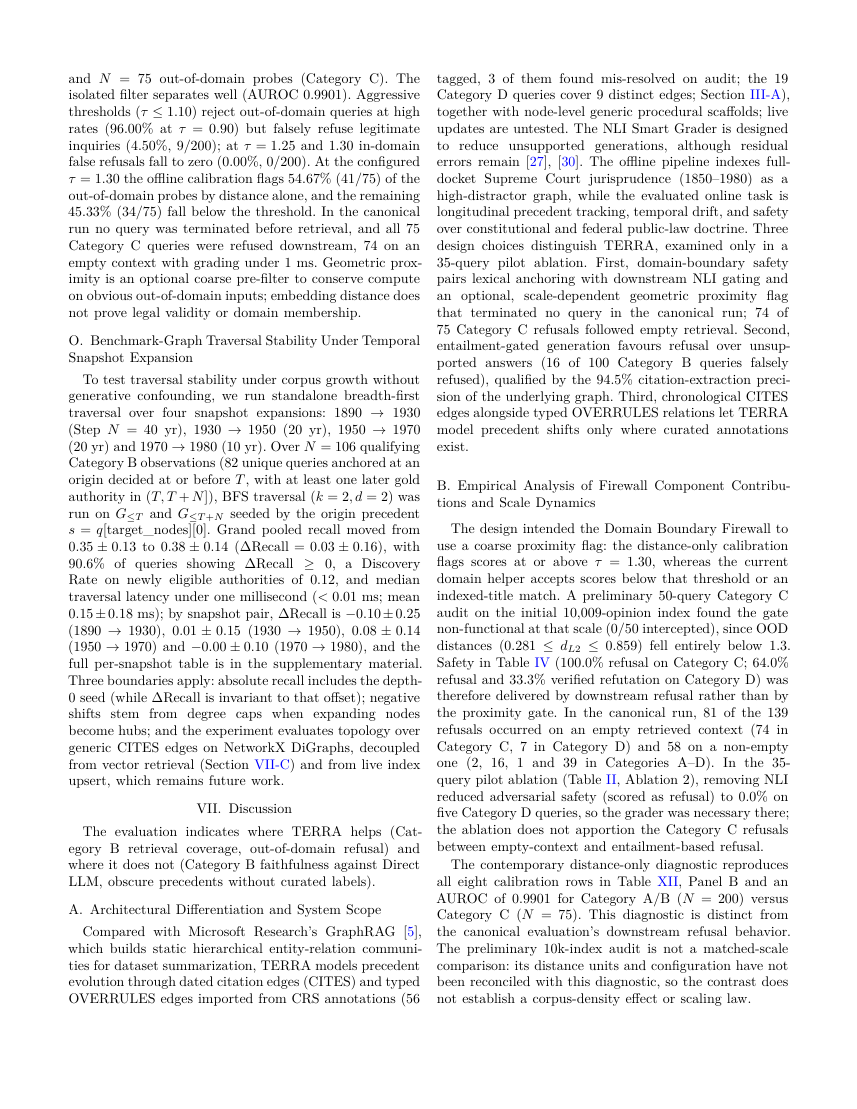 and N = 75 out-of-domain probes (Category C). The
isolated filter separates well (AUROC 0.9901). Aggressive
thresholds (τ ≤ 1.10) reject out-of-domain queries at high
rates (96.00% at τ = 0.90) but falsely refuse legitimate
inquiries (4.50%, 9/200); at τ = 1.25 and 1.30 in-domain
false refusals fall to zero (0.00%, 0/200). At the configured
τ = 1.30 the offline calibration flags 54.67% (41/75) of the
out-of-domain probes by distance alone, and the remaining
45.33% (34/75) fall below the threshold. In the canonical
run no query was terminated before retrieval, and all 75
Category C queries were refused downstream, 74 on an
empty context with grading under 1 ms. Geometric prox-
imity is an optional coarse pre-filter to conserve compute
on obvious out-of-domain inputs; embedding distance does
not prove legal validity or domain membership.
O. Benchmark-Graph Traversal Stability Under Temporal
Snapshot Expansion
To test traversal stability under corpus growth without
generative confounding, we run standalone breadth-first
traversal over four snapshot expansions: 1890 → 1930
(Step N = 40 yr), 1930 → 1950 (20 yr), 1950 → 1970
(20 yr) and 1970 → 1980 (10 yr). Over N = 106 qualifying
Category B observations (82 unique queries anchored at an
origin decided at or before T, with at least one later gold
authority in (T, T + N]), BFS traversal (k = 2, d = 2) was
run on G≤T and G≤T+N seeded by the origin precedent
s = q[target_nodes][0]. Grand pooled recall moved from
0.35 ± 0.13 to 0.38 ± 0.14 (ΔRecall = 0.03 ± 0.16), with
90.6% of queries showing ΔRecall ≥ 0, a Discovery
Rate on newly eligible authorities of 0.12, and median
traversal latency under one millisecond (< 0.01 ms; mean
0.15 ± 0.18 ms); by snapshot pair, ΔRecall is −0.10 ± 0.25
(1890 → 1930), 0.01 ± 0.15 (1930 → 1950), 0.08 ± 0.14
(1950 → 1970) and −0.00 ± 0.10 (1970 → 1980), and the
full per-snapshot table is in the supplementary material.
Three boundaries apply: absolute recall includes the depth-
0 seed (while ΔRecall is invariant to that offset); negative
shifts stem from degree caps when expanding nodes
become hubs; and the experiment evaluates topology over
generic CITES edges on NetworkX DiGraphs, decoupled
from vector retrieval (Section VII-C) and from live index
upsert, which remains future work.
VII. Discussion
The evaluation indicates where TERRA helps (Cat-
egory B retrieval coverage, out-of-domain refusal) and
where it does not (Category B faithfulness against Direct
LLM, obscure precedents without curated labels).
A. Architectural Differentiation and System Scope
Compared with Microsoft Research's GraphRAG [5],
which builds static hierarchical entity-relation communi-
ties for dataset summarization, TERRA models precedent
evolution through dated citation edges (CITES) and typed
OVERRULES edges imported from CRS annotations (56
tagged, 3 of them found mis-resolved on audit; the 19
Category D queries cover 9 distinct edges; Section III-A),
together with node-level generic procedural scaffolds; live
updates are untested. The NLI Smart Grader is designed
to reduce unsupported generations, although residual
errors remain [27], [30]. The offline pipeline indexes full-
docket Supreme Court jurisprudence (1850–1980) as a
high-distractor graph, while the evaluated online task is
longitudinal precedent tracking, temporal drift, and safety
over constitutional and federal public-law doctrine. Three
design choices distinguish TERRA, examined only in a
35-query pilot ablation. First, domain-boundary safety
pairs lexical anchoring with downstream NLI gating and
an optional, scale-dependent geometric proximity flag
that terminated no query in the canonical run; 74 of
75 Category C refusals followed empty retrieval. Second,
entailment-gated generation favours refusal over unsup-
ported answers (16 of 100 Category B queries falsely
refused), qualified by the 94.5% citation-extraction preci-
sion of the underlying graph. Third, chronological CITES
edges alongside typed OVERRULES relations let TERRA
model precedent shifts only where curated annotations
exist.
B. Empirical Analysis of Firewall Component Contribu-
tions and Scale Dynamics
The design intended the Domain Boundary Firewall to
use a coarse proximity flag: the distance-only calibration
flags scores at or above τ = 1.30, whereas the current
domain helper accepts scores below that threshold or an
indexed-title match. A preliminary 50-query Category C
audit on the initial 10,009-opinion index found the gate
non-functional at that scale (0/50 intercepted), since OOD
distances (0.281 ≤ dL2 ≤ 0.859) fell entirely below 1.3.
Safety in Table IV (100.0% refusal on Category C; 64.0%
refusal and 33.3% verified refutation on Category D) was
therefore delivered by downstream refusal rather than by
the proximity gate. In the canonical run, 81 of the 139
refusals occurred on an empty retrieved context (74 in
Category C, 7 in Category D) and 58 on a non-empty
one (2, 16, 1 and 39 in Categories A–D). In the 35-
query pilot ablation (Table II, Ablation 2), removing NLI
reduced adversarial safety (scored as refusal) to 0.0% on
five Category D queries, so the grader was necessary there;
the ablation does not apportion the Category C refusals
between empty-context and entailment-based refusal.
The contemporary distance-only diagnostic reproduces
all eight calibration rows in Table XII, Panel B and an
AUROC of 0.9901 for Category A/B (N = 200) versus
Category C (N = 75). This diagnostic is distinct from
the canonical evaluation's downstream refusal behavior.
The preliminary 10k-index audit is not a matched-scale
comparison: its distance units and configuration have not
been reconciled with this diagnostic, so the contrast does
not establish a corpus-density effect or scaling law.